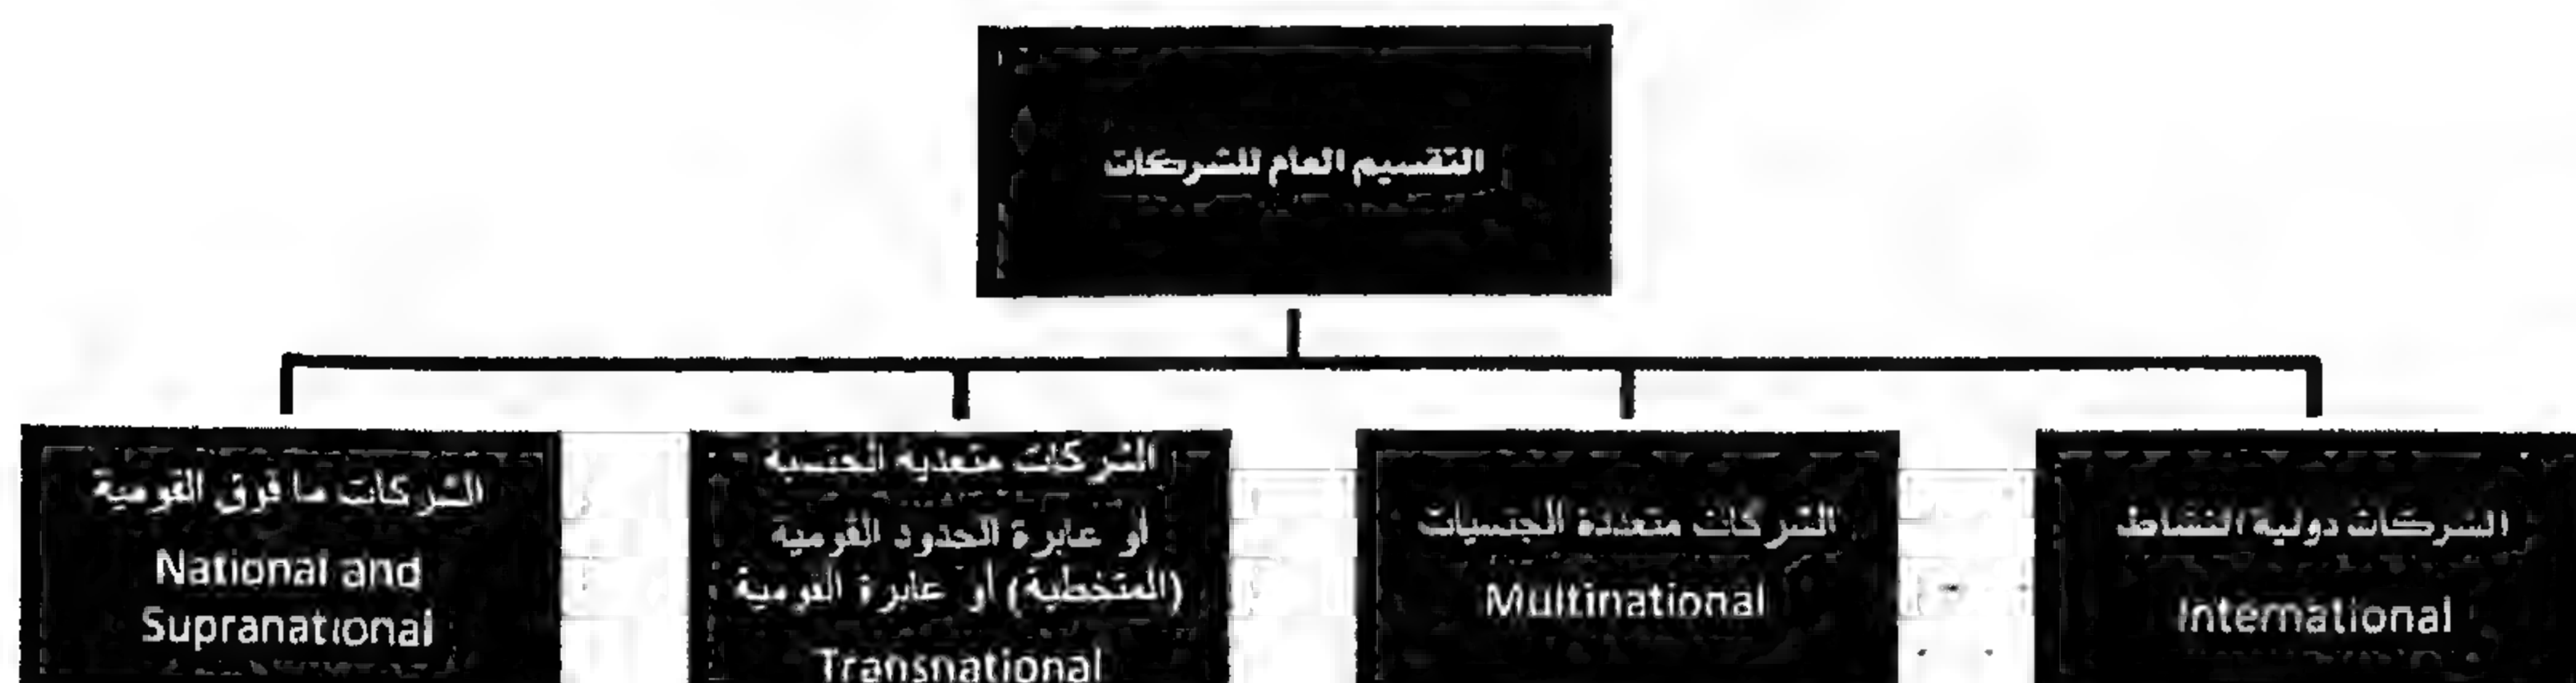 التقسيم العام للشركات
الشركات دولية النشاط
International
الشركات متعددة الجنسيات
Multinational
الشركات متعدية الجنسية
أو عابرة الحدود القومية
(المتخطية) أو عابرة القومية
Transnational
الشركات ما فوق القومية
National and
Supranational